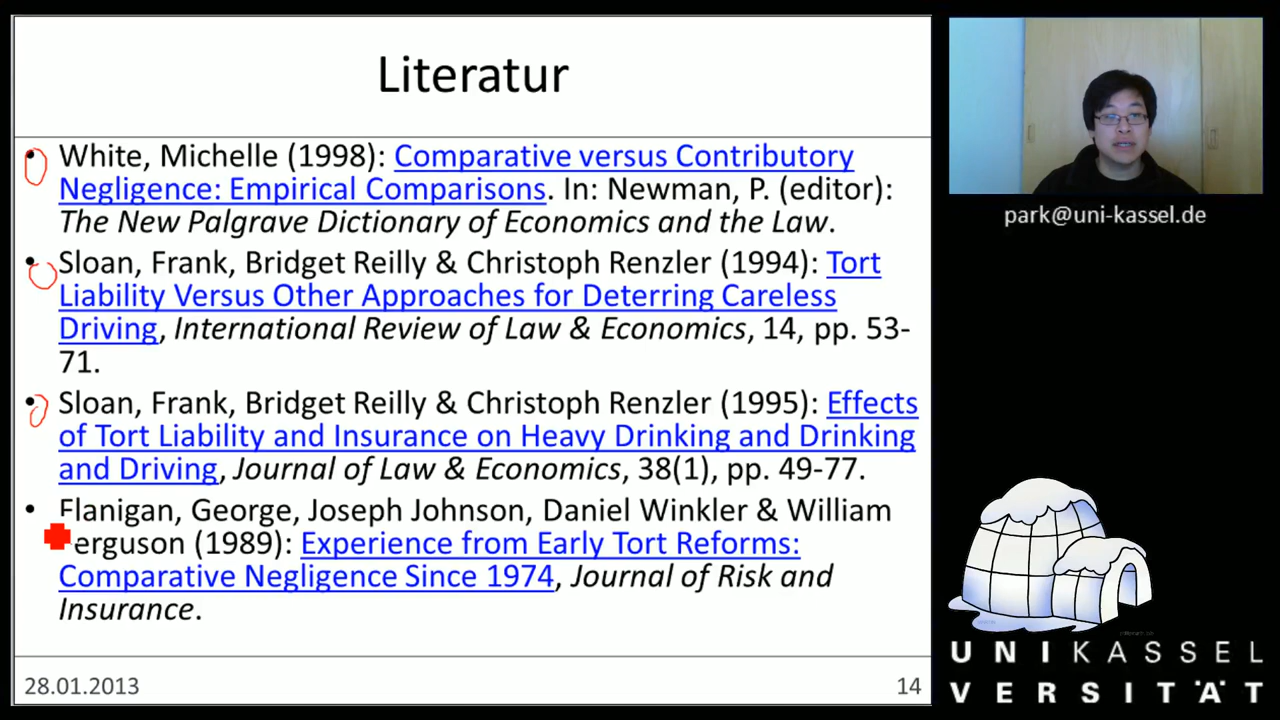 Literatur
• White, Michelle (1998): Comparative versus Contributory
Negligence: Empirical Comparisons. In: Newman, P. (editor):
The New Palgrave Dictionary of Economics and the Law.
• Sloan, Frank, Bridget Reilly & Christoph Renzler (1994): Tort
Liability Versus Other Approaches for Deterring Careless
Driving, International Review of Law & Economics, 14, pp. 53-
71.
• Sloan, Frank, Bridget Reilly & Christoph Renzler (1995): Effects
of Tort Liability and Insurance on Heavy Drinking and Drinking
and Driving, Journal of Law & Economics, 38(1), pp. 49-77.
• Flanigan, George, Joseph Johnson, Daniel Winkler & William
erguson (1989): Experience from Early Tort Reforms:
Comparative Negligence Since 1974, Journal of Risk and
Insurance.
28.01.2013
14
park@uni-kassel.de
UNIKASSEL
VERSITÄT